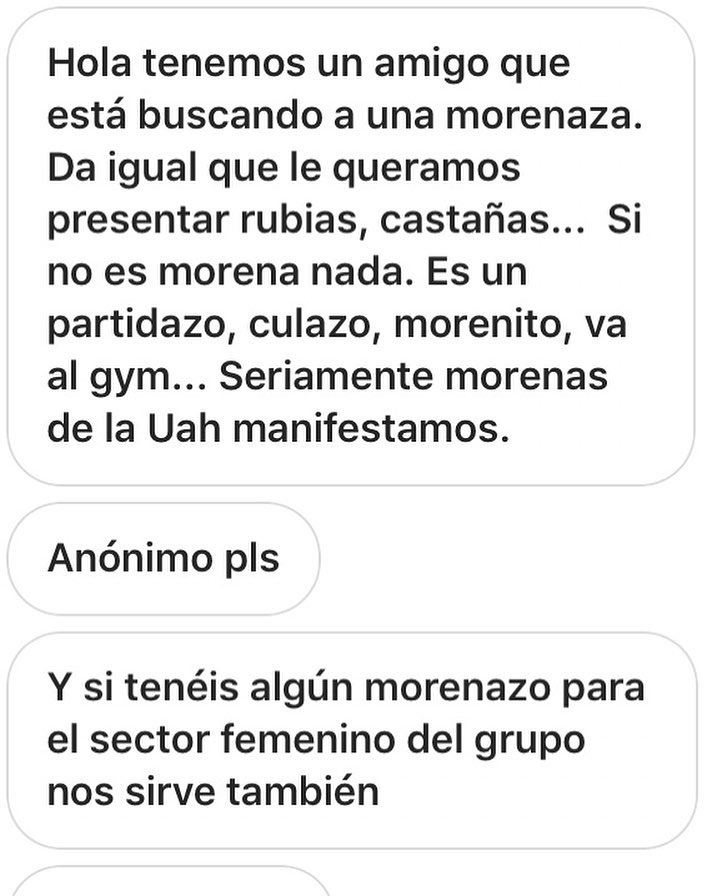 Hola tenemos un amigo que
está buscando a una morenaza.
Da igual que le queramos
presentar rubias, castañas...  Si
no es morena nada. Es un
partidazo, culazo, morenito, va
al gym... Seriamente morenas
de la Uah manifestamos.
Anónimo pls
Y si tenéis algún morenazo para
el sector femenino del grupo
nos sirve también